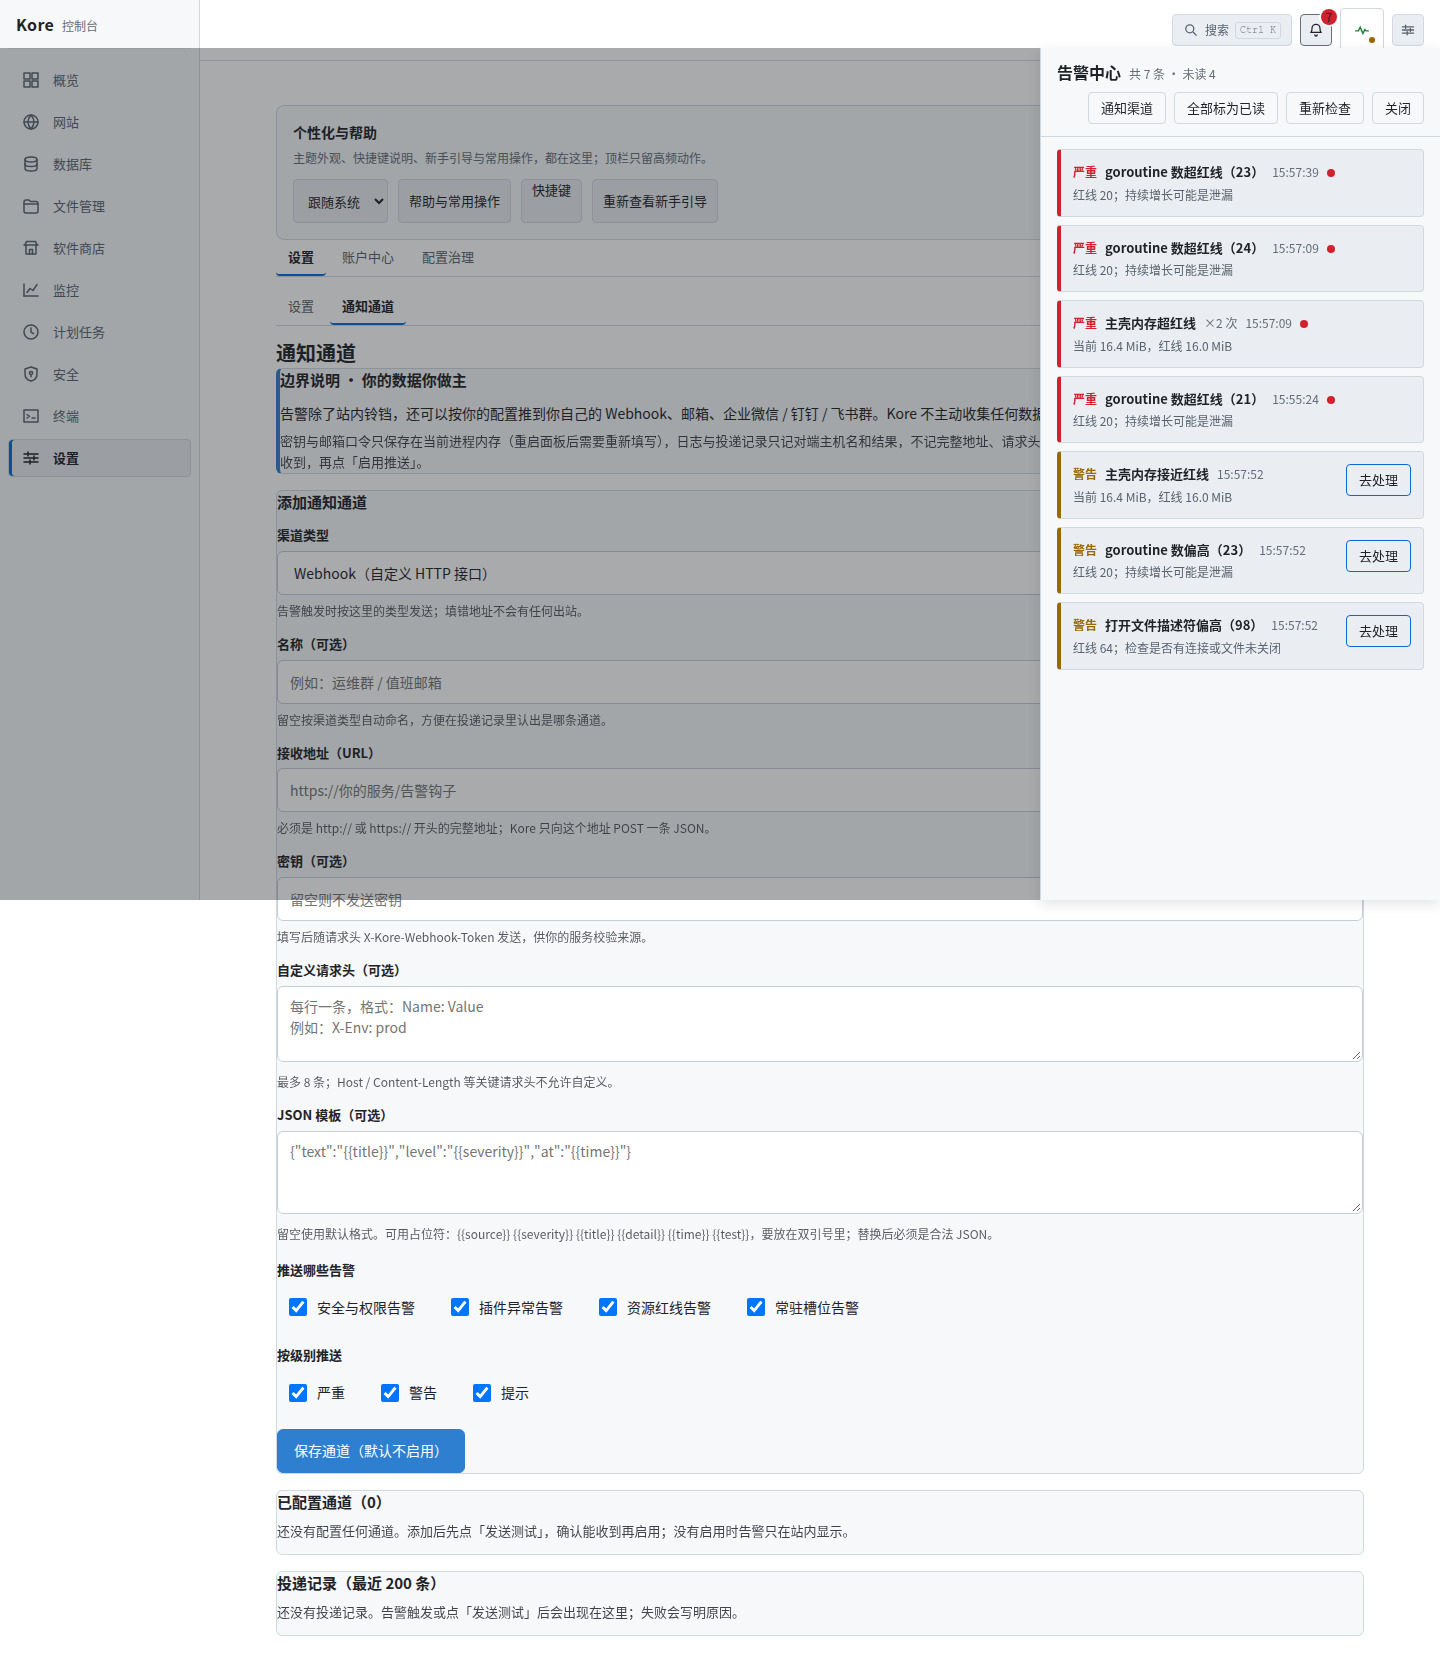 Kore 控制台
搜索 Ctrl K
7
概览
网站
数据库
文件管理
软件商店
监控
计划任务
安全
终端
设置
个性化与帮助
主题外观、快捷键说明、新手引导与常用操作，都在这里；顶栏只留高频动作。
跟随系统 帮助与常用操作 快捷键 重新查看新手引导
设置 账户中心 配置治理
设置 通知通道
通知通道
边界说明 · 你的数据你做主
告警除了站内铃铛，还可以按你的配置推到你自己的 Webhook、邮箱、企业微信 / 钉钉 / 飞书群。Kore 不主动收集任何数据
密钥与邮箱口令只保存在当前进程内存（重启面板后需要重新填写），日志与投递记录只记对端主机名和结果，不记完整地址、请求头
收到，再点「启用推送」。
添加通知通道
渠道类型
Webhook（自定义 HTTP 接口）
告警触发时按这里的类型发送；填错地址不会有任何出站。
名称（可选）
例如：运维群 / 值班邮箱
留空按渠道类型自动命名，方便在投递记录里认出是哪条通道。
接收地址（URL）
https://你的服务/告警钩子
必须是 http:// 或 https:// 开头的完整地址；Kore 只向这个地址 POST 一条 JSON。
密钥（可选）
留空则不发送密钥
填写后随请求头 X-Kore-Webhook-Token 发送，供你的服务校验来源。
自定义请求头（可选）
每行一条，格式：Name: Value
例如：X-Env: prod
最多 8 条；Host / Content-Length 等关键请求头不允许自定义。
JSON 模板（可选）
{"text":"{{title}}","level":"{{severity}}","at":"{{time}}"}
留空使用默认格式。可用占位符：{{source}} {{severity}} {{title}} {{detail}} {{time}} {{test}}，要放在双引号里；替换后必须是合法 JSON。
推送哪些告警
安全与权限告警 插件异常告警 资源红线告警 常驻槽位告警
按级别推送
严重 警告 提示
保存通道（默认不启用）
已配置通道（0）
还没有配置任何通道。添加后先点「发送测试」，确认能收到再启用；没有启用时告警只在站内显示。
投递记录（最近 200 条）
还没有投递记录。告警触发或点「发送测试」后会出现在这里；失败会写明原因。
告警中心 共 7 条 · 未读 4
通知渠道 全部标为已读 重新检查 关闭
严重 goroutine 数超红线（23） 15:57:39
红线 20；持续增长可能是泄漏
严重 goroutine 数超红线（24） 15:57:09
红线 20；持续增长可能是泄漏
严重 主壳内存超红线 ×2 次 15:57:09
当前 16.4 MiB，红线 16.0 MiB
严重 goroutine 数超红线（21） 15:55:24
红线 20；持续增长可能是泄漏
警告 主壳内存接近红线 15:57:52 去处理
当前 16.4 MiB，红线 16.0 MiB
警告 goroutine 数偏高（23） 15:57:52 去处理
红线 20；持续增长可能是泄漏
警告 打开文件描述符偏高（98） 15:57:52 去处理
红线 64；检查是否有连接或文件未关闭